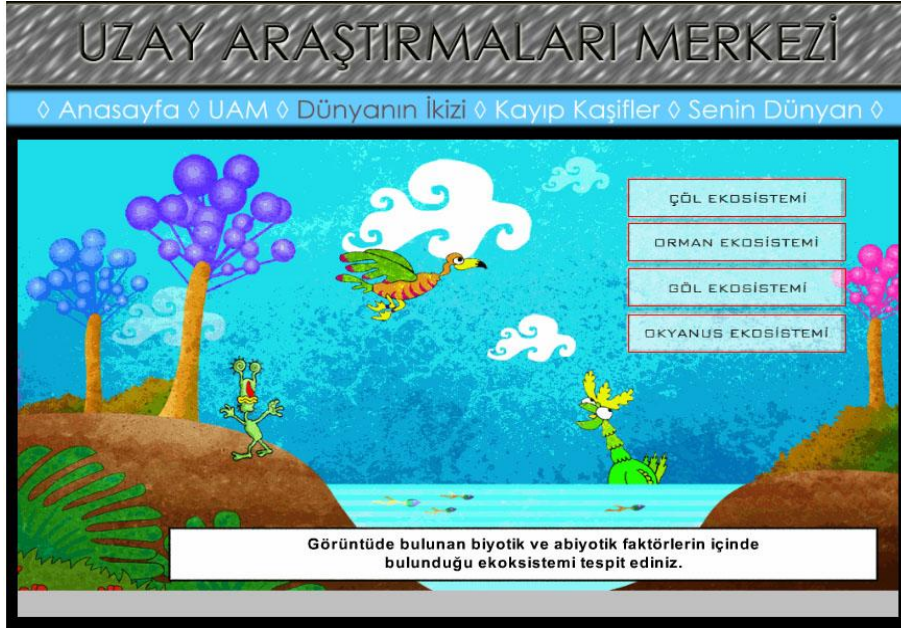 UZAY ARAŞTIRMALARI MERKEZİ
◊ Anasayfa ◊ UAM ◊ Dünyanın İkizi ◊ Kayıp Kaşifler ◊ Senin Dünyan ◊
ÇÖL EKOSİSTEMİ
ORMAN EKOSİSTEMİ
GÖL EKOSİSTEMİ
OKYANUS EKOSİSTEMİ
Görüntüde bulunan biyotik ve abiyotik faktörlerin içinde
bulunduğu ekoksistemi tespit ediniz.